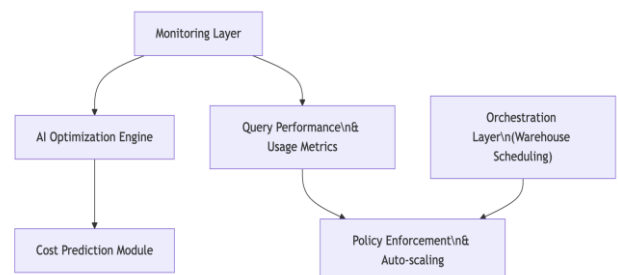 Monitoring Layer
AI Optimization Engine
Query Performance\n&
Usage Metrics
Orchestration
Layer\n(Warehouse
Scheduling)
Cost Prediction Module
Policy Enforcement\n&
Auto-scaling